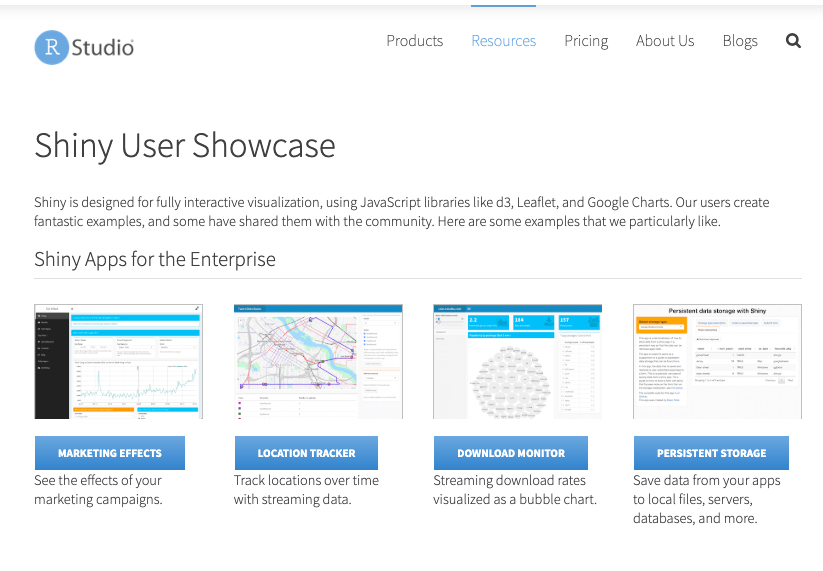 R Studio
Products Resources Pricing About Us Blogs
Shiny User Showcase
Shiny is designed for fully interactive visualization, using JavaScript libraries like d3, Leaflet, and Google Charts. Our users create
fantastic examples, and some have shared them with the community. Here are some examples that we particularly like.
Shiny Apps for the Enterprise
Persistent data storage with Shiny
MARKETING EFFECTS
See the effects of your
marketing campaigns.
LOCATION TRACKER
Track locations over time
with streaming data.
DOWNLOAD MONITOR
Streaming download rates
visualized as a bubble chart.
PERSISTENT STORAGE
Save data from your apps
to local files, servers,
databases, and more.